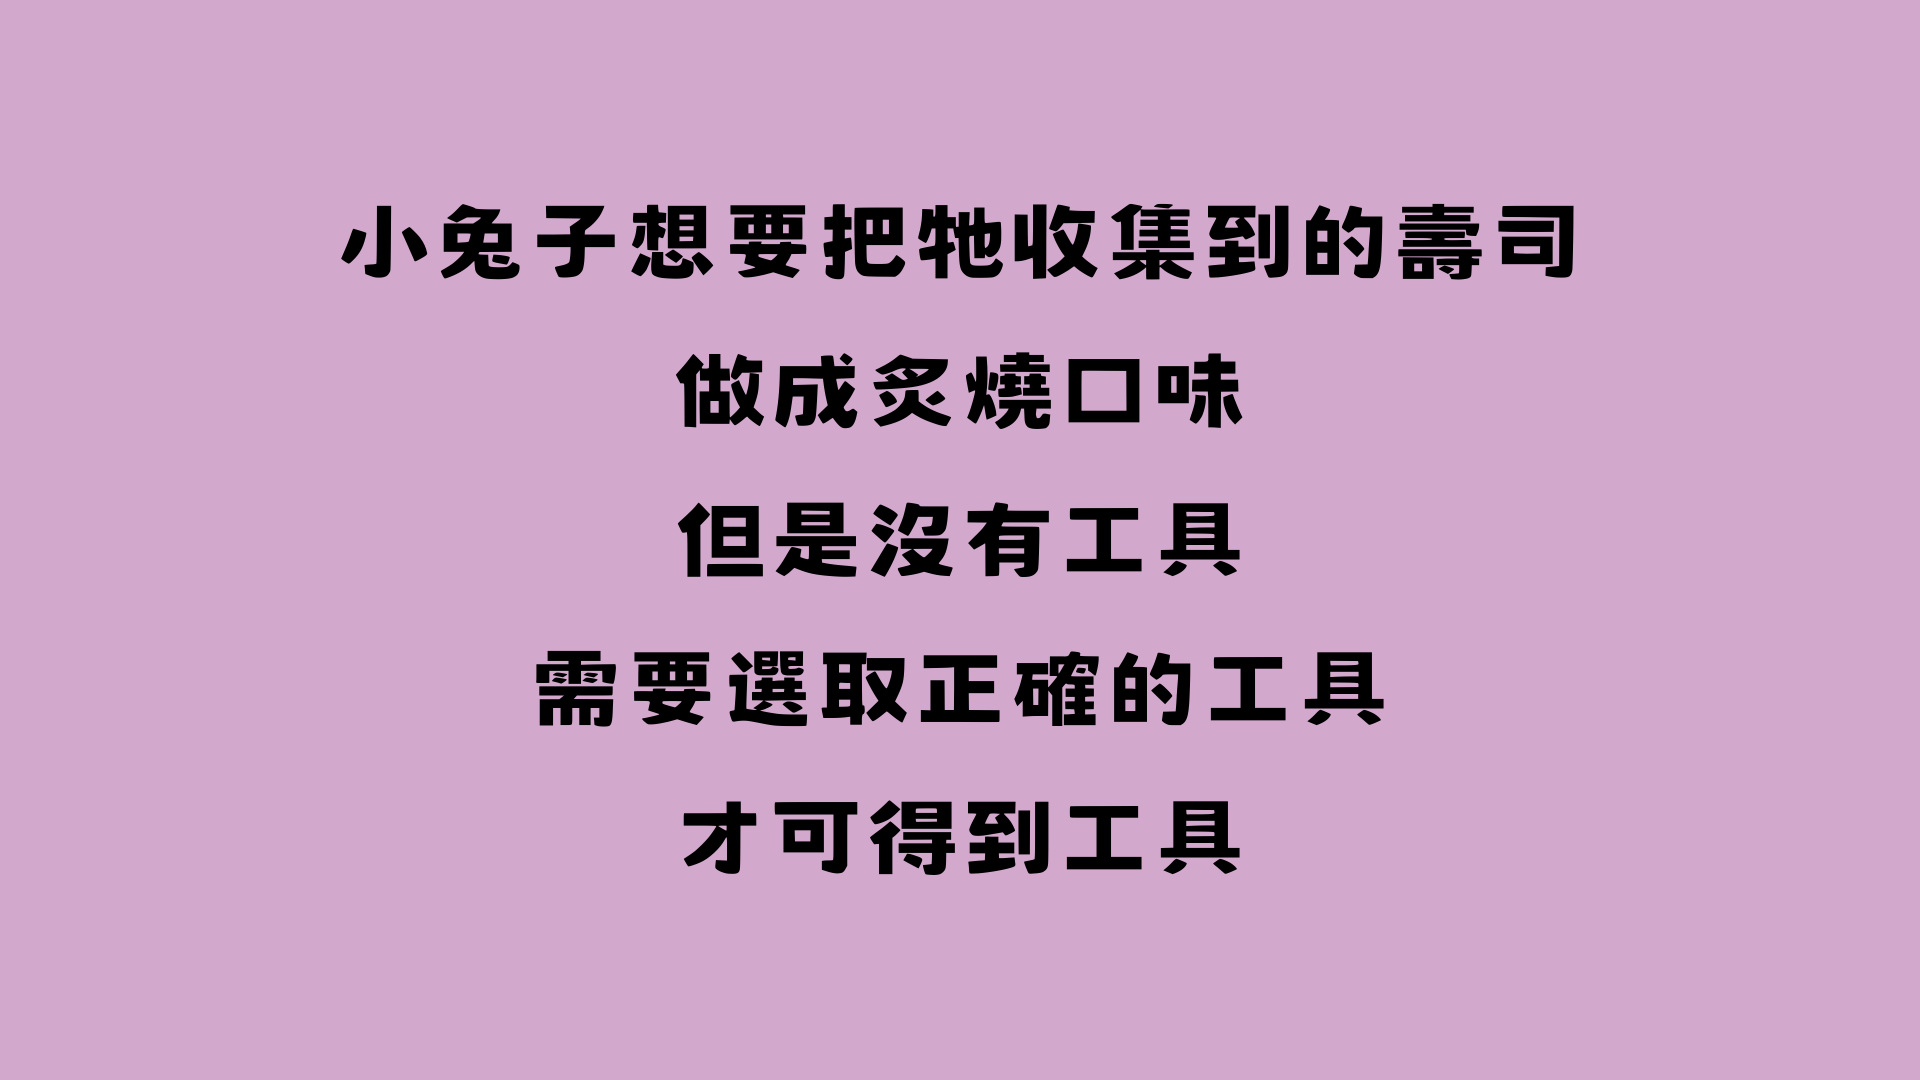 小兔子想要把牠收集到的壽司
做成炙燒口味
但是沒有工具
需要選取正確的工具
才可得到工具